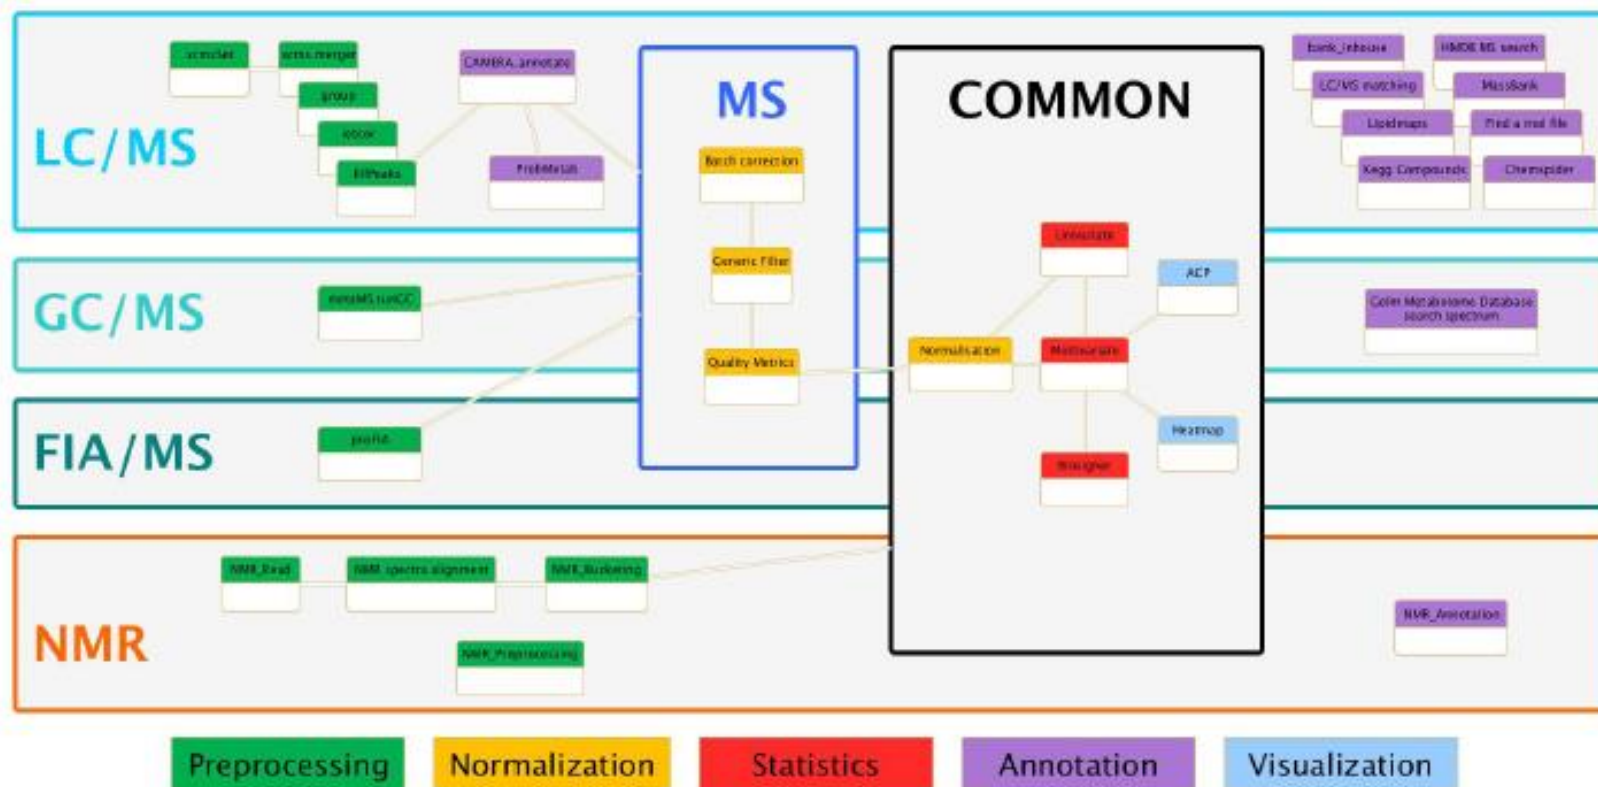 xcmsSet
xcms.merger
group
retcor
fillPeaks
CAMERA.annotate
ProbMetab
LC/MS
MS
Batch correction
Generic Filter
Quality Metrics
COMMON
Univariate
ACP
Normalisation
Multivariate
Heatmap
Biosigner
bank_inhouse
HMDB MS search
LC/MS matching
MassBank
Lipidmaps
Find a mol file
Kegg Compounds
Chemspider
GC/MS
metaMS.runGC
Golm Metabolome Database
search spectrum
FIA/MS
proFIA
NMR
NMR_Read
NMR spectra alignment
NMR_Bucketing
NMR_Preprocessing
NMR_Annotation
Preprocessing
Normalization
Statistics
Annotation
Visualization